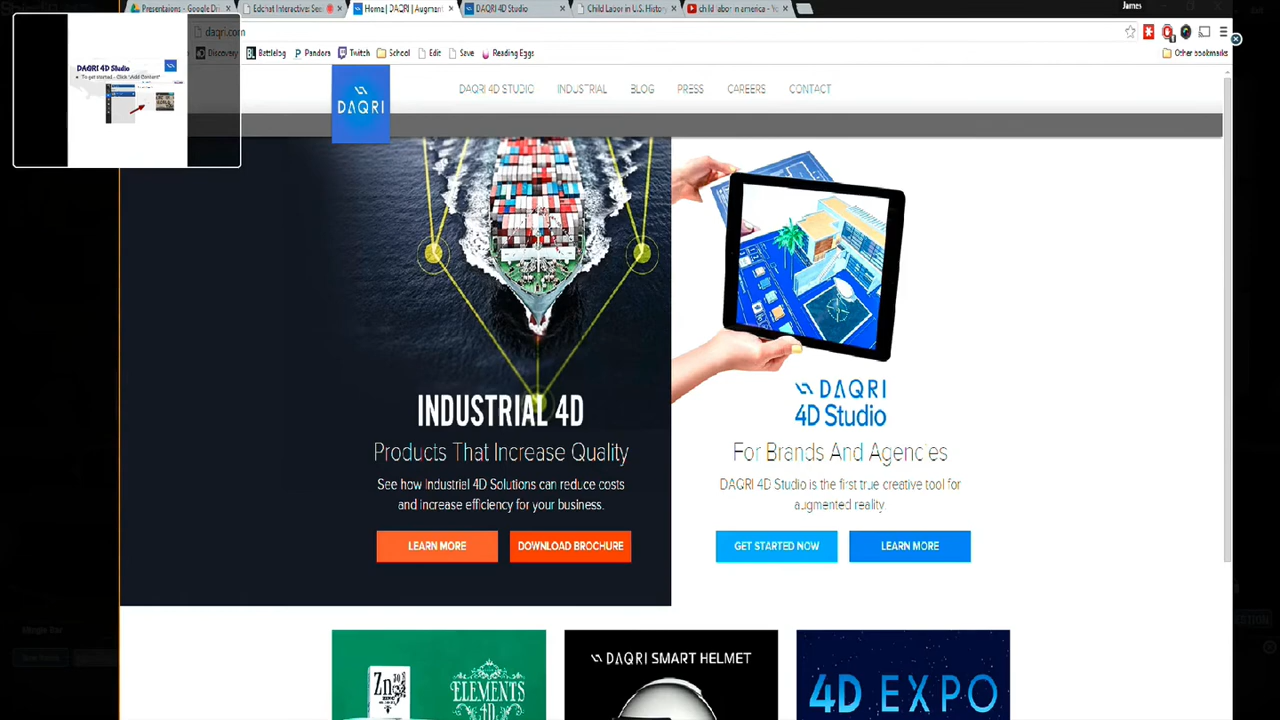 Presentations - Google Dri
Edchat Interactive: Ses
Home | DAQRI | Augmen
DAQRI 4D Studio
Child Labor in U.S. History
child labor in america - Yo
James
daqri.com
Discovery
Battlelog
Pandora
Twitch
School
Edit
Save
Reading Eggs
Other bookmarks
DAQRI 4D Studio
To get started - Click "Add Content"
DAQRI
DAQRI 4D STUDIO
INDUSTRIAL
BLOG
PRESS
CAREERS
CONTACT
INDUSTRIAL 4D
Products That Increase Quality
See how Industrial 4D Solutions can reduce costs
and increase efficiency for your business.
LEARN MORE
DOWNLOAD BROCHURE
DAQRI
4D Studio
For Brands And Agencies
DAQRI 4D Studio is the first true creative tool for
augmented reality.
GET STARTED NOW
LEARN MORE
Zn
ELEMENTS
4D
DAQRI SMART HELMET
4D EXPO